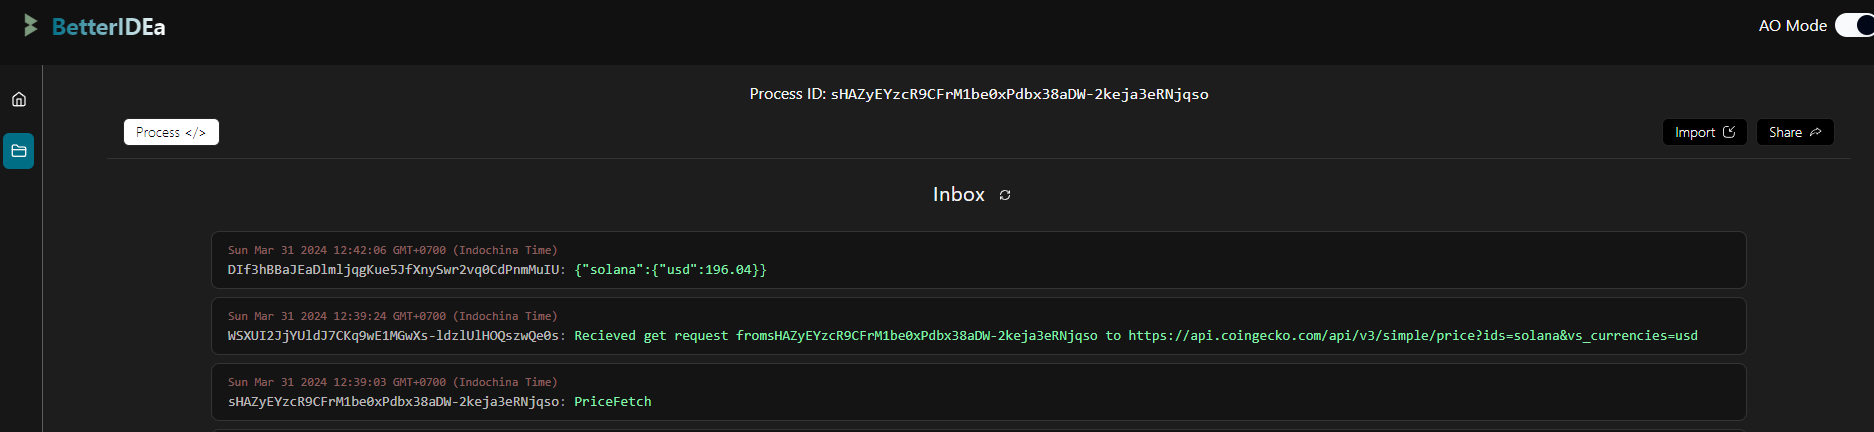 BetterIDEa
AO Mode
Process ID: sHAZyEYzcR9CFrM1be0xPdbx38aDW-2keja3eRNjqso
Process </>
Import
Share
Inbox
Sun Mar 31 2024 12:42:06 GMT+0700 (Indochina Time)
DIf3hBBaJEaDlmljqgKue5JfXnySwr2vq0CdPnmMuIU: {"solana":{"usd":196.04}}
Sun Mar 31 2024 12:39:24 GMT+0700 (Indochina Time)
WSXUI2JjYUldJ7CKq9wE1MGwXs-ldzlUlHOQszwQe0s: Recieved get request fromsHAZyEYzcR9CFrM1be0xPdbx38aDW-2keja3eRNjqso to https://api.coingecko.com/api/v3/simple/price?ids=solana&vs_currencies=usd
Sun Mar 31 2024 12:39:03 GMT+0700 (Indochina Time)
sHAZyEYzcR9CFrM1be0xPdbx38aDW-2keja3eRNjqso: PriceFetch